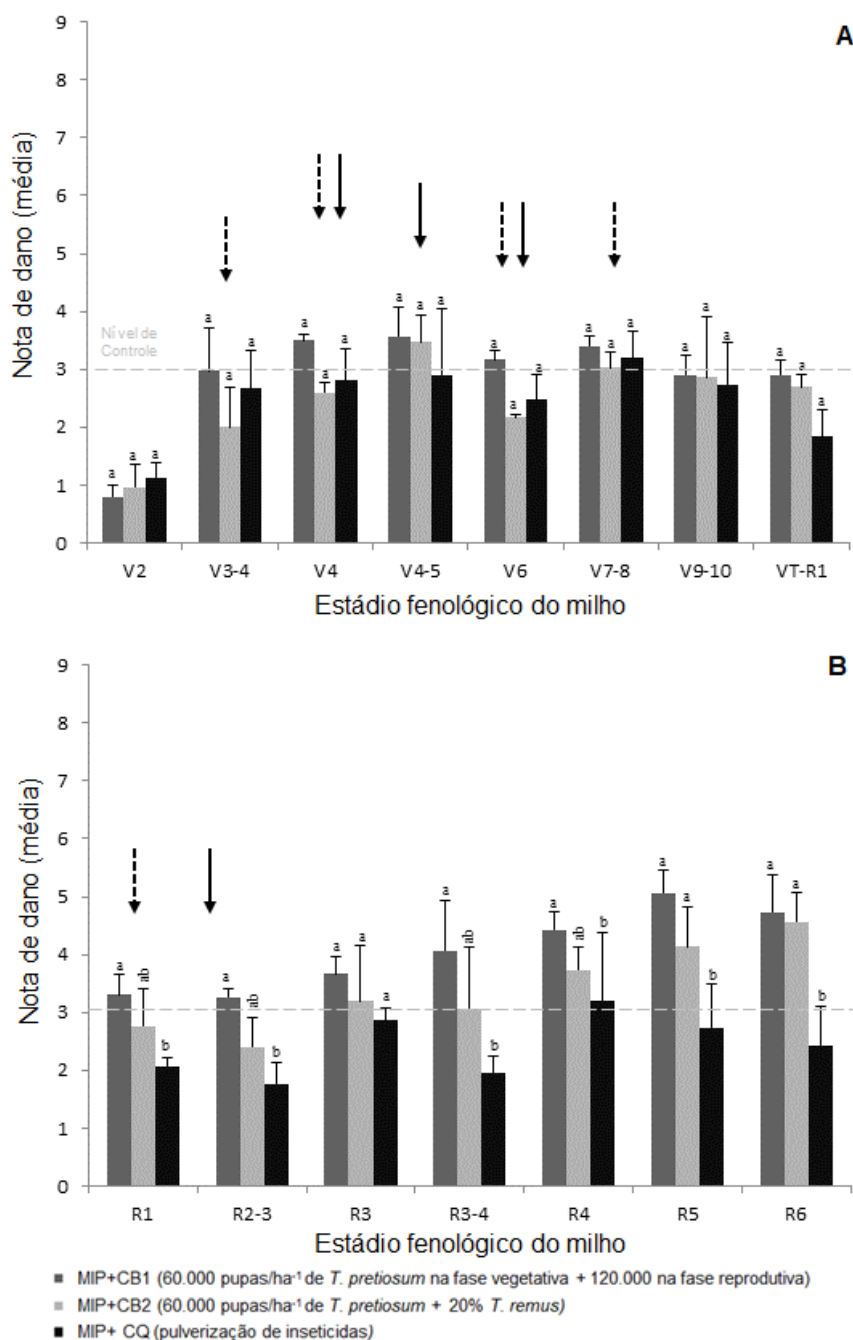 A
9
8
7
6
5
4
3
2
1
0
Nota de dano (média)
Nível de
Controle
a a a
a a a
a a a
a a a
a a a
a a a
a a a
a a a
V2 V3-4 V4 V4-5 V6 V7-8 V9-10 VT-R1
Estádio fenológico do milho
B
9
8
7
6
5
4
3
2
1
0
Nota de dano (média)
a ab b
a ab b
a a a
a ab b
a ab b
a a b
a a b
R1 R2-3 R3 R3-4 R4 R5 R6
Estádio fenológico do milho
MIP+CB1 (60.000 pupas/ha-1 de T. pretiosum na fase vegetativa + 120.000 na fase reprodutiva)
MIP+CB2 (60.000 pupas/ha-1 de T. pretiosum + 20% T. remus)
MIP+ CQ (pulverização de inseticidas)